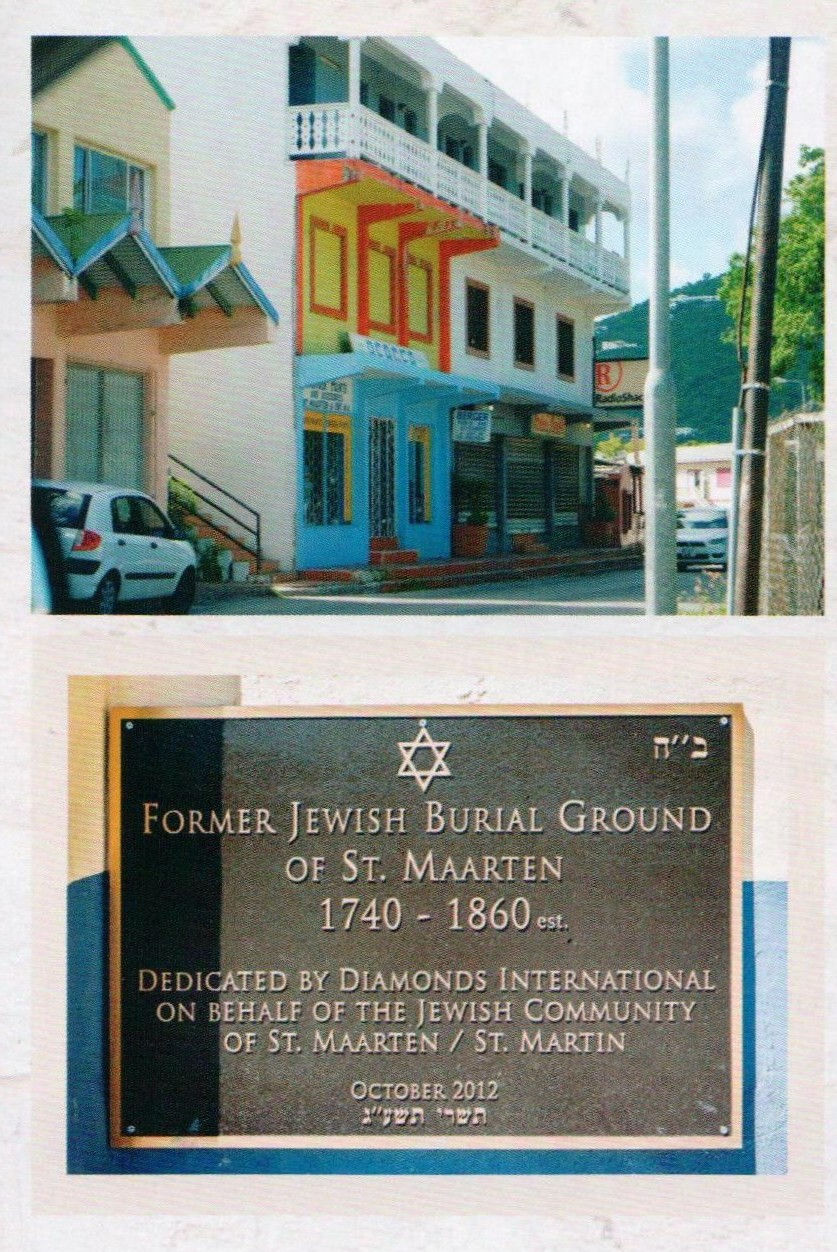 R
RadioShack
ב"ה
FORMER JEWISH BURIAL GROUND
OF ST. MAARTEN
1740 - 1860 est.
DEDICATED BY DIAMONDS INTERNATIONAL
ON BEHALF OF THE JEWISH COMMUNITY
OF ST. MAARTEN / ST. MARTIN
OCTOBER 2012
תשרי תשע"ג